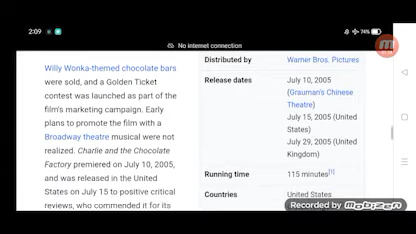 2:09
74%
No internet connection
Willy Wonka-themed chocolate bars
were sold, and a Golden Ticket
contest was launched as part of the
film's marketing campaign. Early
plans to promote the film with a
Broadway theatre musical were not
realized. Charlie and the Chocolate
Factory premiered on July 10, 2005,
and was released in the United
States on July 15 to positive critical
reviews, who commended it for its
Distributed by Warner Bros. Pictures
Release dates July 10, 2005
(Grauman's Chinese
Theatre)
July 15, 2005 (United
States)
July 29, 2005 (United
Kingdom)
Running time 115 minutes[1]
Countries United States
Recorded by Mobizen